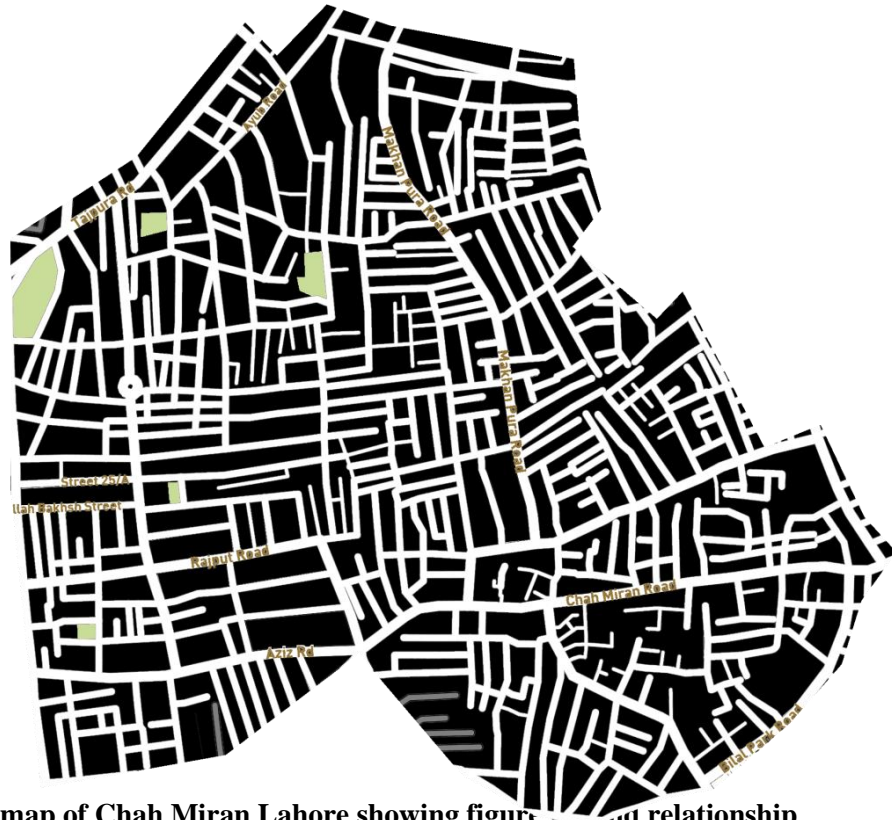 Ayub Road
Makhan Pura Road
Tajpura Rd
Makhan Pura Road
Street 25/A
llah Bakhsh Street
Rajput Road
Chah Miran Road
Aziz Rd
Bilal Park Road
map of Chah Miran Lahore showing figure nd relationship